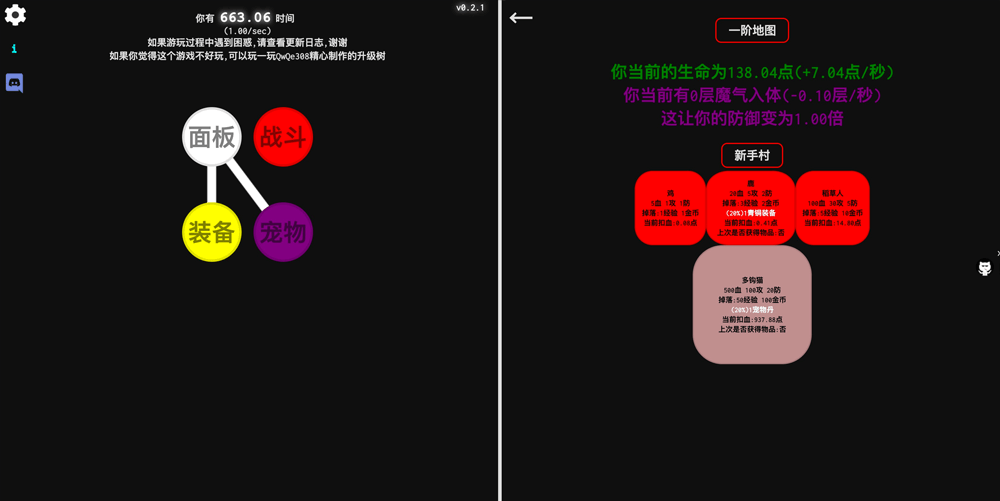 v0.2.1
你有 663.06 时间
(1.00/sec)
如果游玩过程中遇到困惑,请查看更新日志,谢谢
如果你觉得这个游戏不好玩,可以玩一玩QwQe308精心制作的升级树
i
面板
战斗
装备
宠物
一阶地图
你当前的生命为138.04点(+7.04点/秒)
你当前有0层魔气入体(-0.10层/秒)
这让你的防御变为1.00倍
新手村
鸡
5血 3攻 1防
掉落:1经验 1金币
当前扣血:0.08点
鹿
20血 5攻 2防
掉落:3经验 2金币
(20%)1青铜装备
当前扣血:0.41点
上次是否获得物品:否
稻草人
100血 10攻 5防
掉落:5经验 10金币
多钩猫
500血 100攻 20防
掉落:50经验 100金币
(20%)1宠物丹
当前扣血:937.88点
上次是否获得物品:否